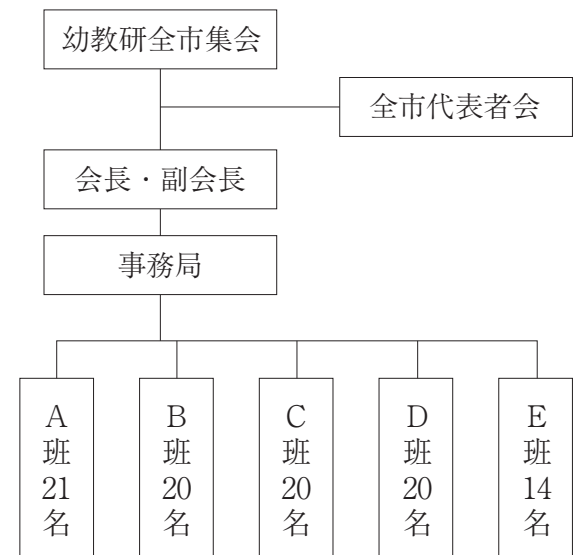 幼教研全市集会
全市代表者会
会長・副会長
事務局
A班21名
B班20名
C班20名
D班20名
E班14名